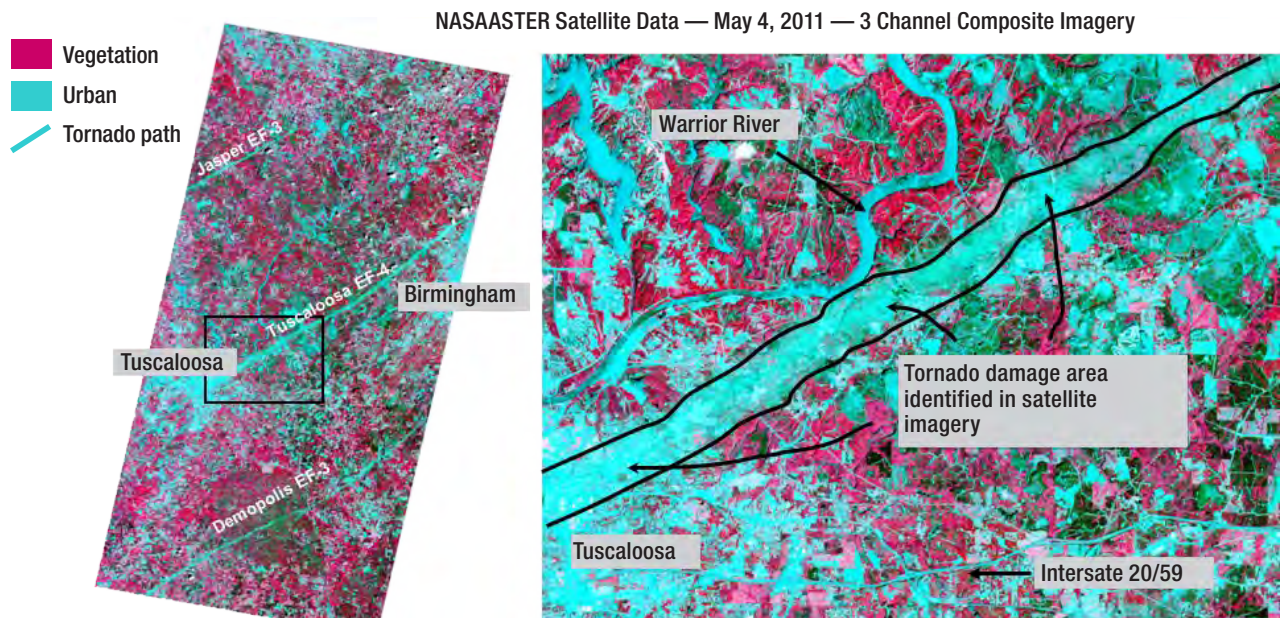 NASAASTER Satellite Data — May 4, 2011 — 3 Channel Composite Imagery
Vegetation
Urban
Tornado path
Jasper EF-3
Tuscaloosa EF-4
Birmingham
Tuscaloosa
Demopolis EF-3
Warrior River
Tornado damage area
identified in satellite
imagery
Tuscaloosa
Intersate 20/59